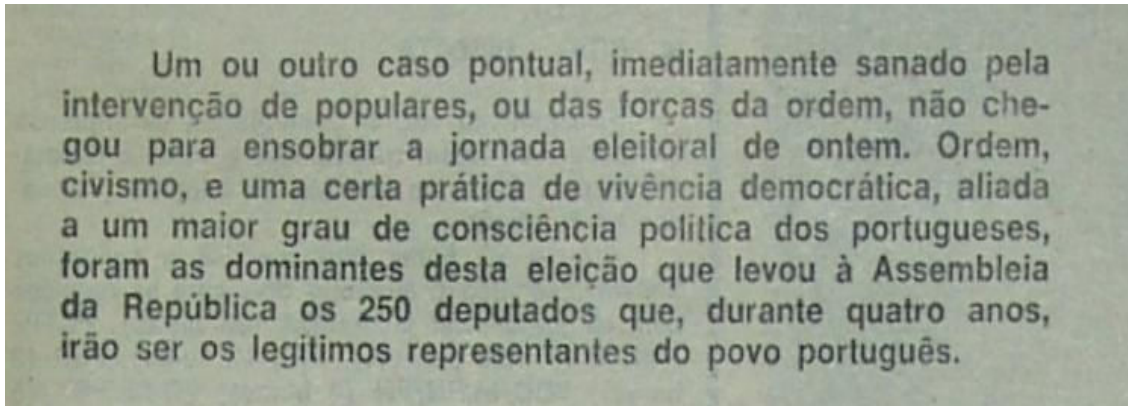 Um ou outro caso pontual, imediatamente sanado pela
intervenção de populares, ou das forças da ordem, não che-
gou para ensobrar a jornada eleitoral de ontem. Ordem,
civismo, e uma certa prática de vivência democrática, aliada
a um maior grau de consciência política dos portugueses,
foram as dominantes desta eleição que levou à Assembleia
da República os 250 deputados que, durante quatro anos,
irão ser os legítimos representantes do povo português.